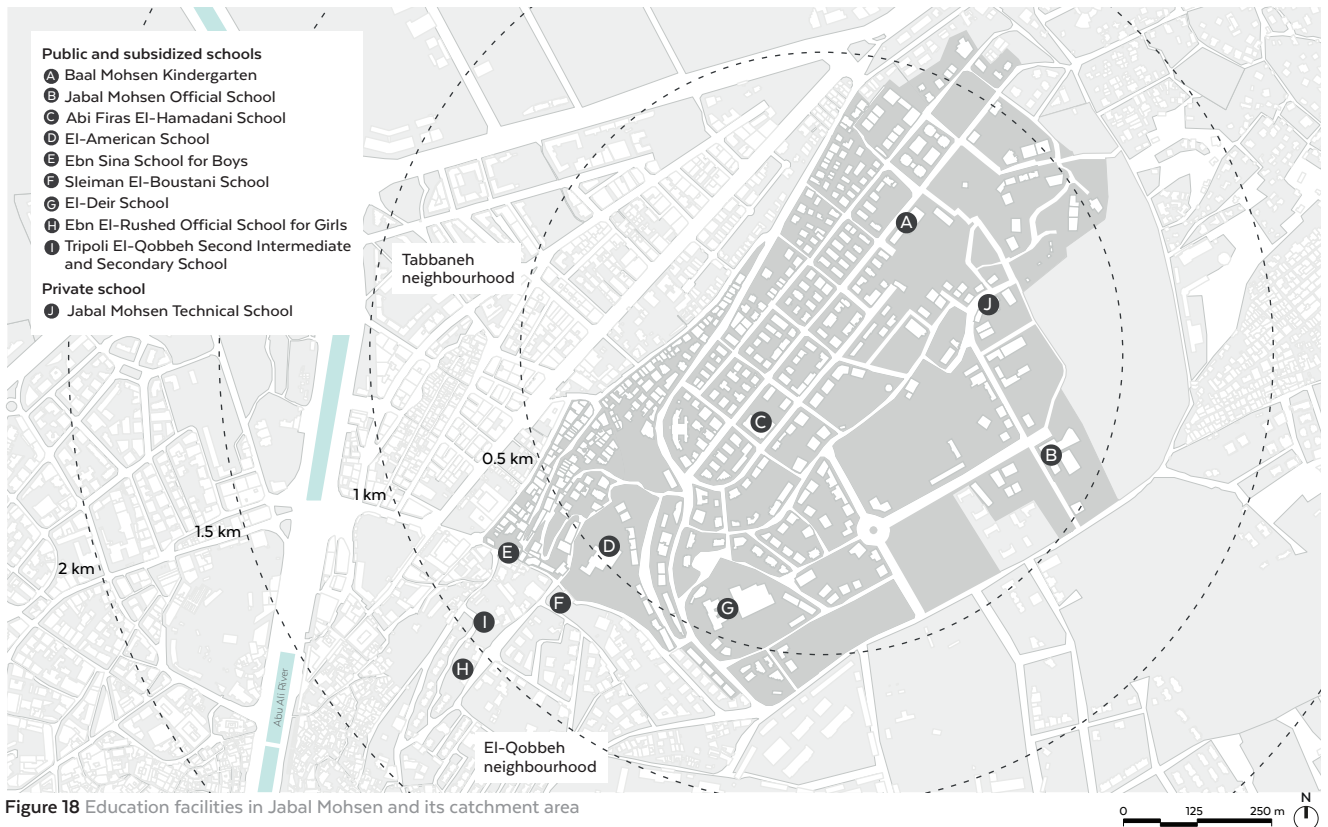 Public and subsidized schools
A Baal Mohsen Kindergarten
B Jabal Mohsen Official School
C Abi Firas El-Hamadani School
D El-American School
E Ebn Sina School for Boys
F Sleiman El-Boustani School
G El-Deir School
H Ebn El-Rushed Official School for Girls
I Tripoli El-Qobbeh Second Intermediate
and Secondary School
Private school
J Jabal Mohsen Technical School
Tabbaneh
neighbourhood
A
J
C
B
0.5 km
1 km
1.5 km
2 km
E
D
F
G
I
H
Abu Ali River
El-Qobbeh
neighbourhood
Figure 18 Education facilities in Jabal Mohsen and its catchment area
0 125 250 m
N